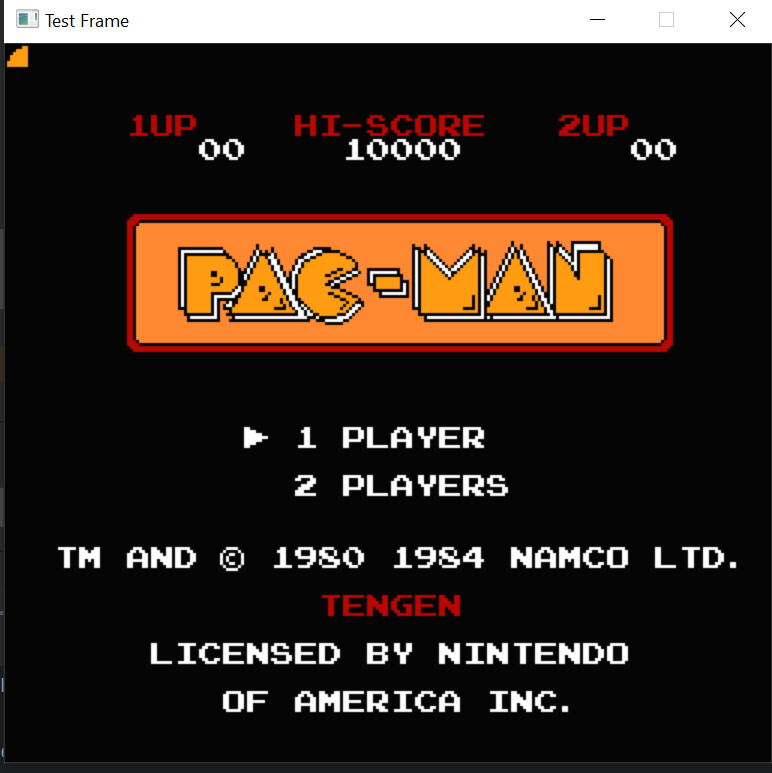 Test Frame
1UP HI-SCORE 2UP
00 10000 00
PAC-MAN
1 PLAYER
2 PLAYERS
TM AND © 1980 1984 NAMCO LTD.
TENGEN
LICENSED BY NINTENDO
OF AMERICA INC.